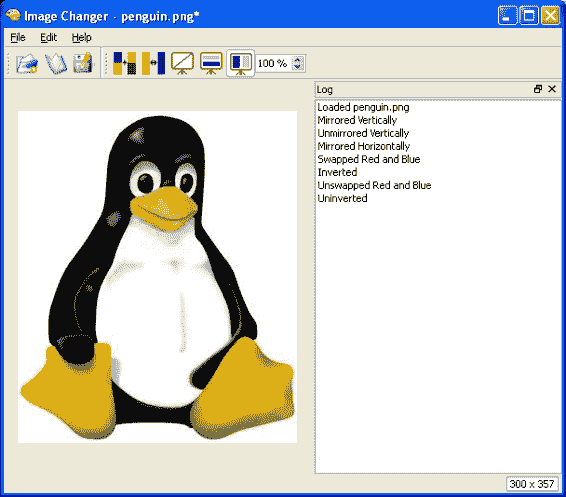 Image Changer - penguin.png*
File Edit Help
100 %
Log
Loaded penguin.png
Mirrored Vertically
Unmirrored Vertically
Mirrored Horizontally
Swapped Red and Blue
Inverted
Unswapped Red and Blue
Uninverted
300 x 357